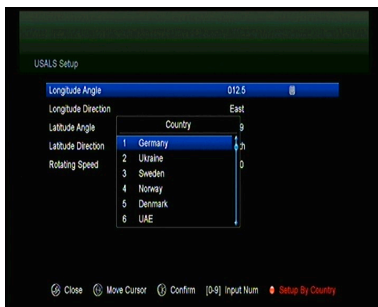 USALS Setup
Longitude Angle 012.5
Longitude Direction East
Latitude Angle 9
Latitude Direction
Rotating Speed 0
Country
1 Germany
2 Ukraine
3 Sweden
4 Norway
5 Denmark
6 UAE
Close Move Cursor Confirm [0-9] Input Num Setup By Country